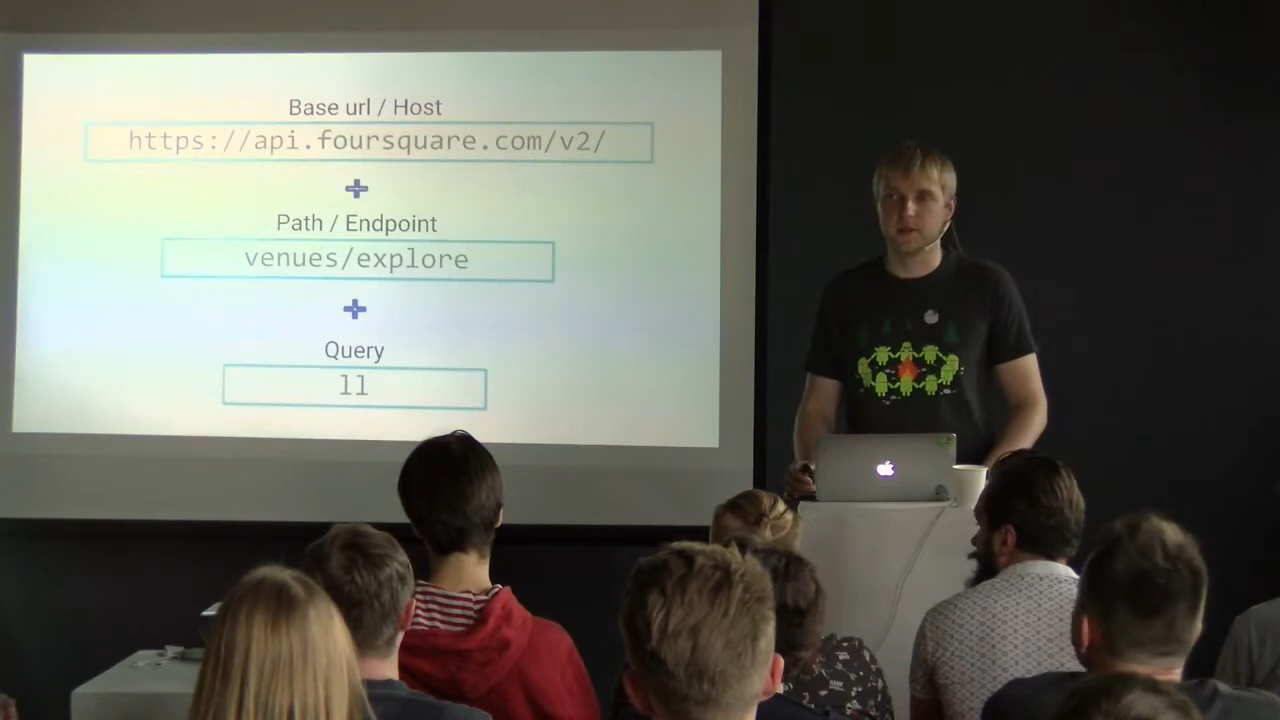 Base url / Host
https://api.foursquare.com/v2/
Path / Endpoint
venues/explore
Query
ll